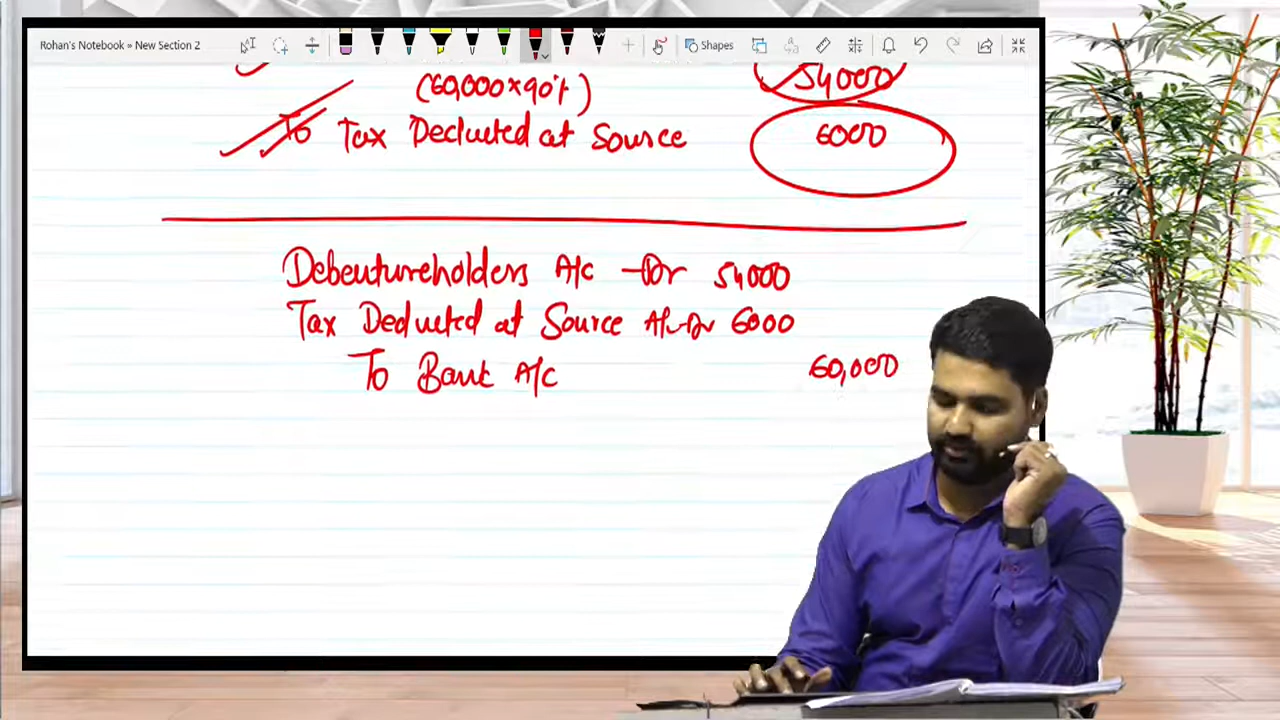 Rohan's Notebook » New Section 2
Shapes
54000
(60,000×90%)
To Tax Deducted at Source 6000
Debentureholders A/c - Dr 54000
Tax Deducted at Source A/c Dr 6000
To Bank A/c 60,000